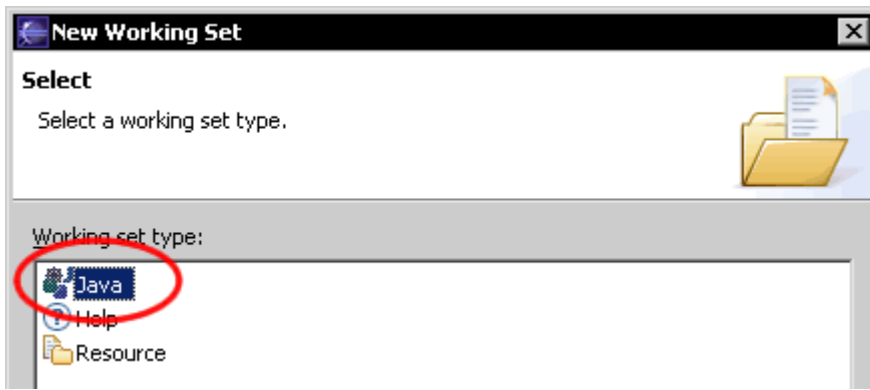 New Working Set
Select
Select a working set type.
Working set type:
Java
Help
Resource